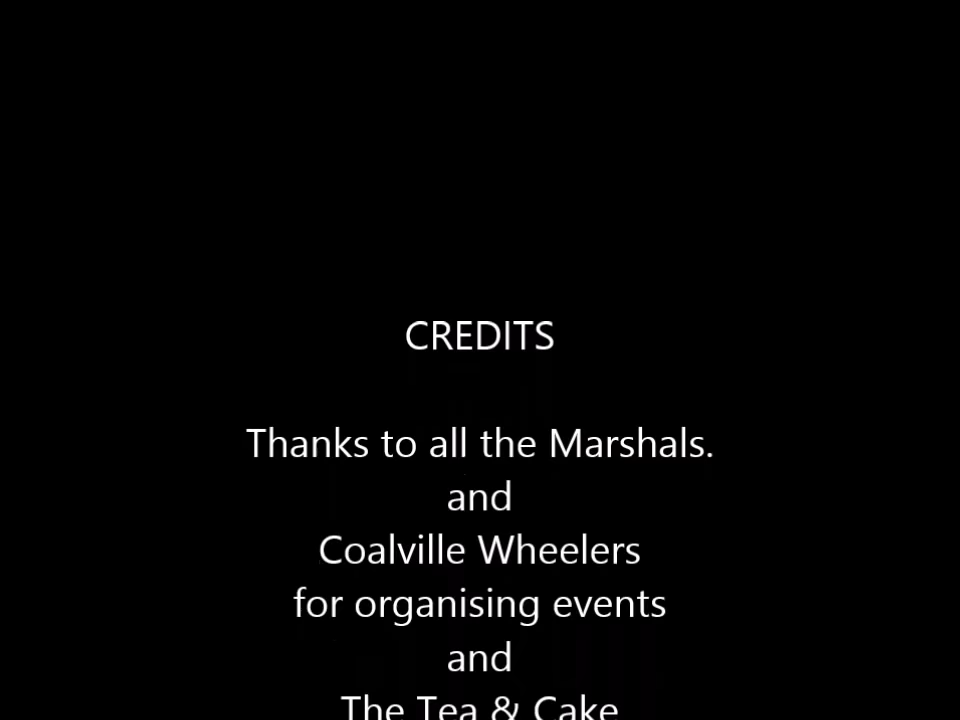 CREDITS
Thanks to all the Marshals.
and
Coalville Wheelers
for organising events
and
The Tea & Cake